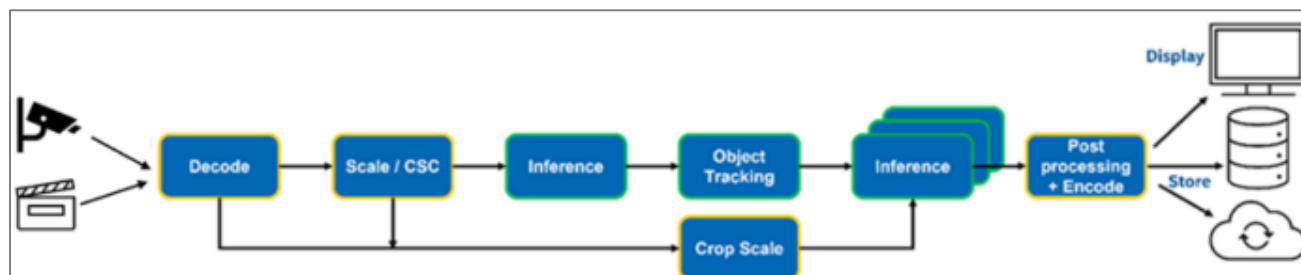 Display
Decode
Scale / CSC
Inference
Object
Tracking
Inference
Post
processing
+ Encode
Store
Crop Scale